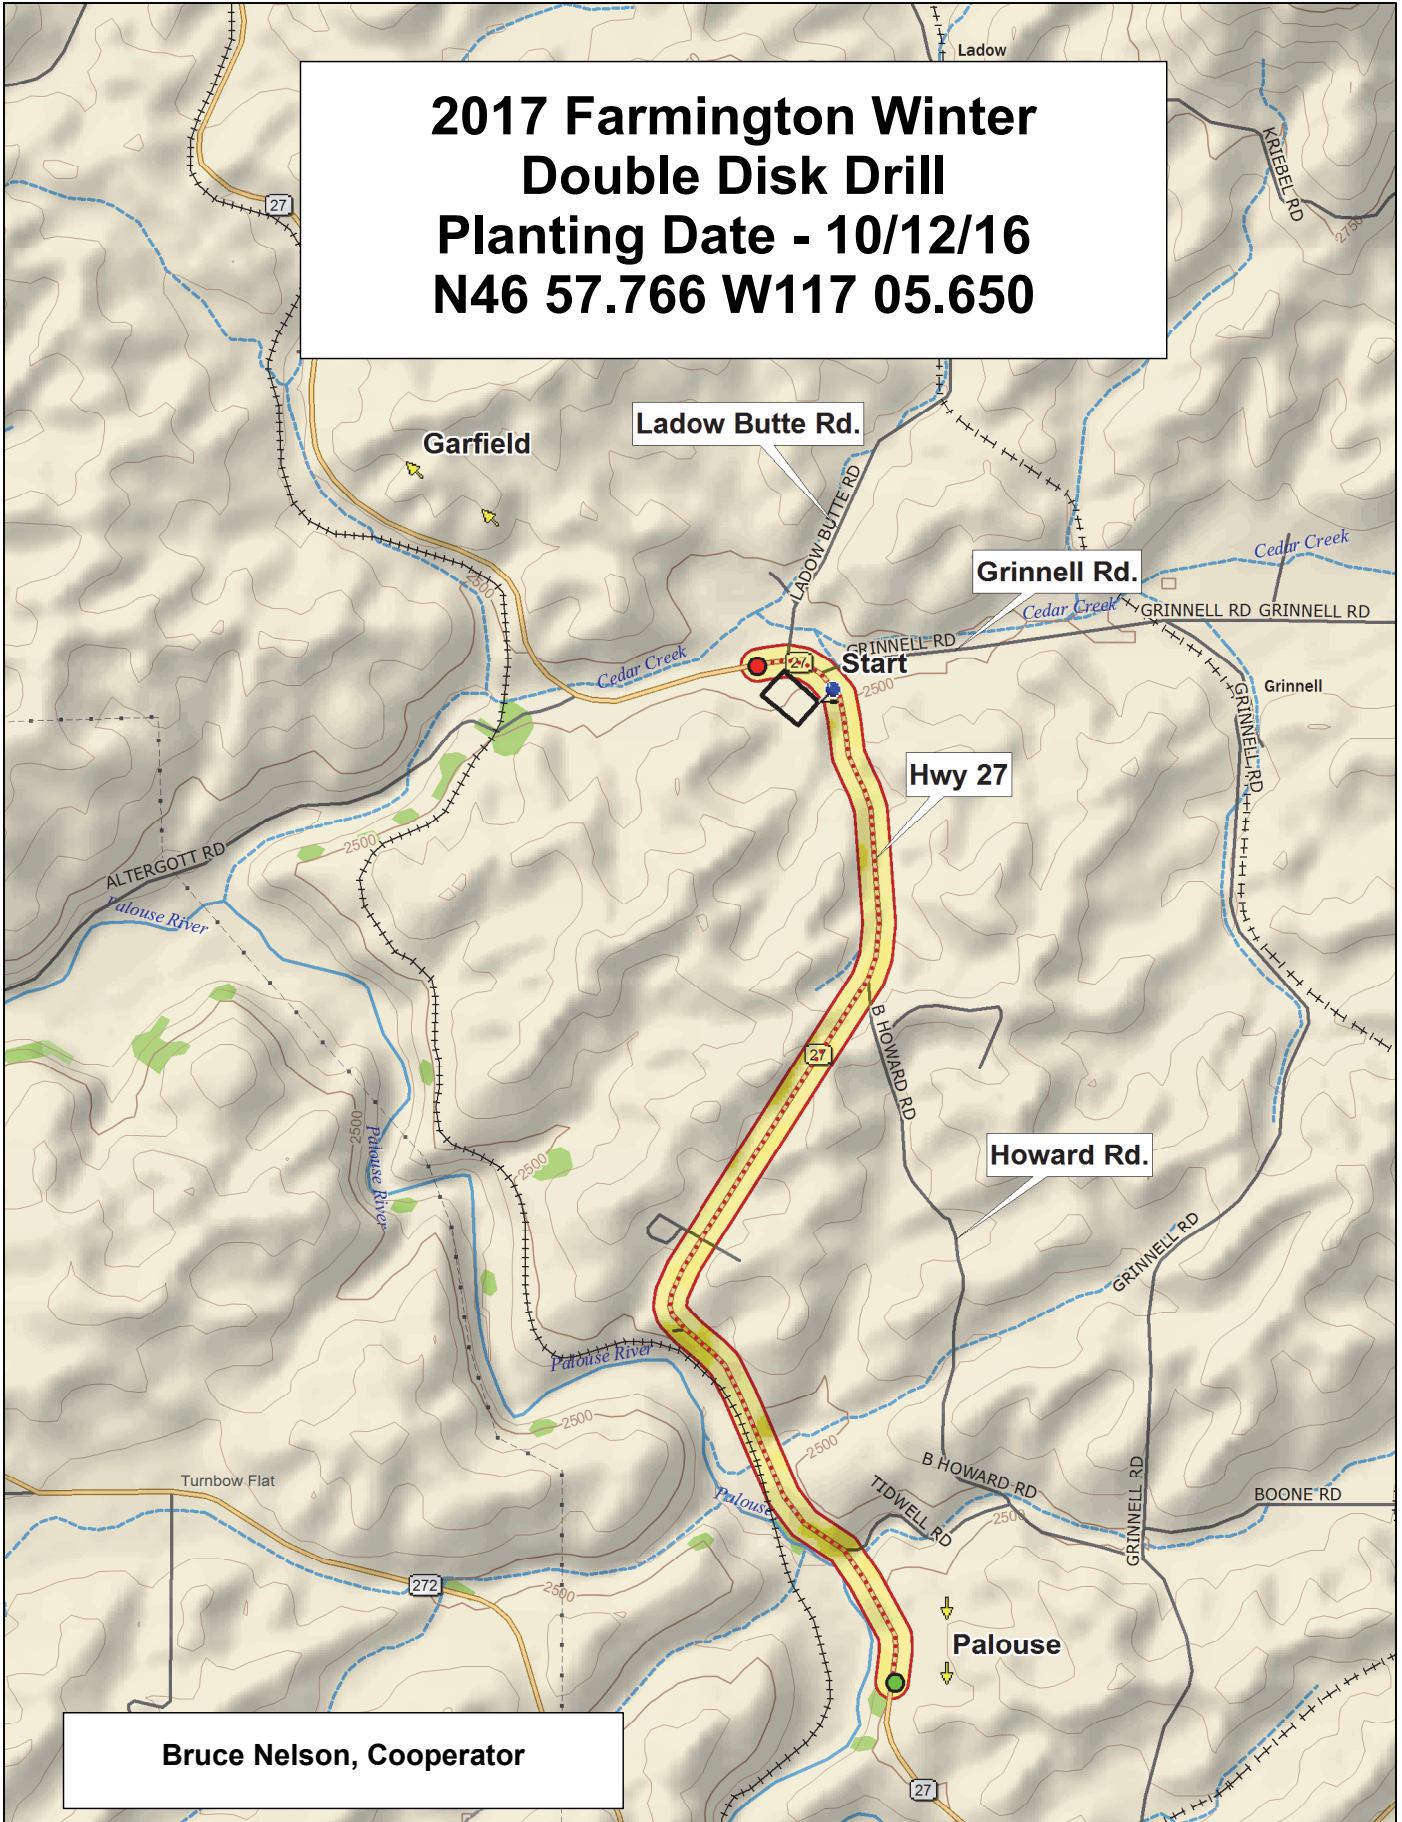 Ladow
2017 Farmington Winter
Double Disk Drill
Planting Date - 10/12/16
N46 57.766 W117 05.650
KRIEBEL RD
2750
27
Ladow Butte Rd.
Garfield
LADOW BUTTE RD
Cedar Creek
Grinnell Rd.
2500
Cedar Creek
GRINNELL RD GRINNELL RD
GRINNELL RD
27
Start
Cedar Creek
2500
Grinnell
GRINNELL RD
GRINNELL RD
Hwy 27
2500
ALTERGOTT RD
Palouse River
B HOWARD RD
27
2500
Palouse River
2500
Howard Rd.
GRINNELL RD
Palouse River
2500
2500
Turnbow Flat
B HOWARD RD
TIDWELL RD
GRINNELL RD
BOONE RD
Palouse
2500
272
2500
Palouse
Bruce Nelson, Cooperator
27